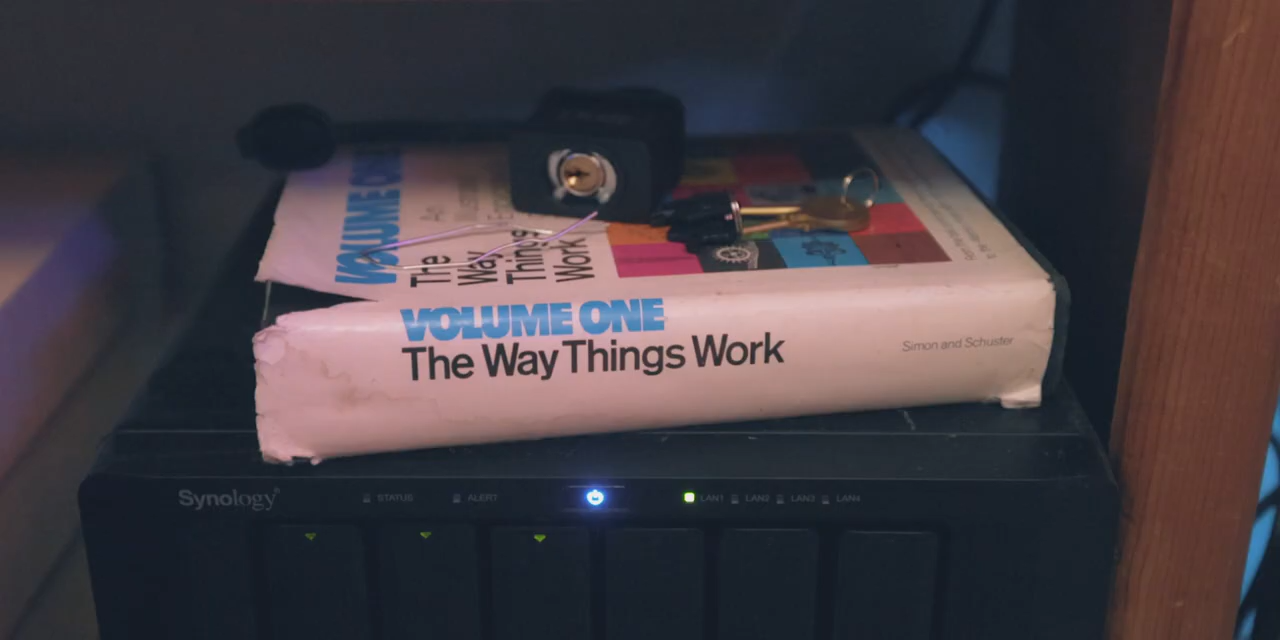 VOLUME ONE
The
Way
Things
Work
VOLUME ONE
The Way Things Work
Simon and Schuster
Synology
STATUS
ALERT
LAN1
LAN2
LAN3
LAN4